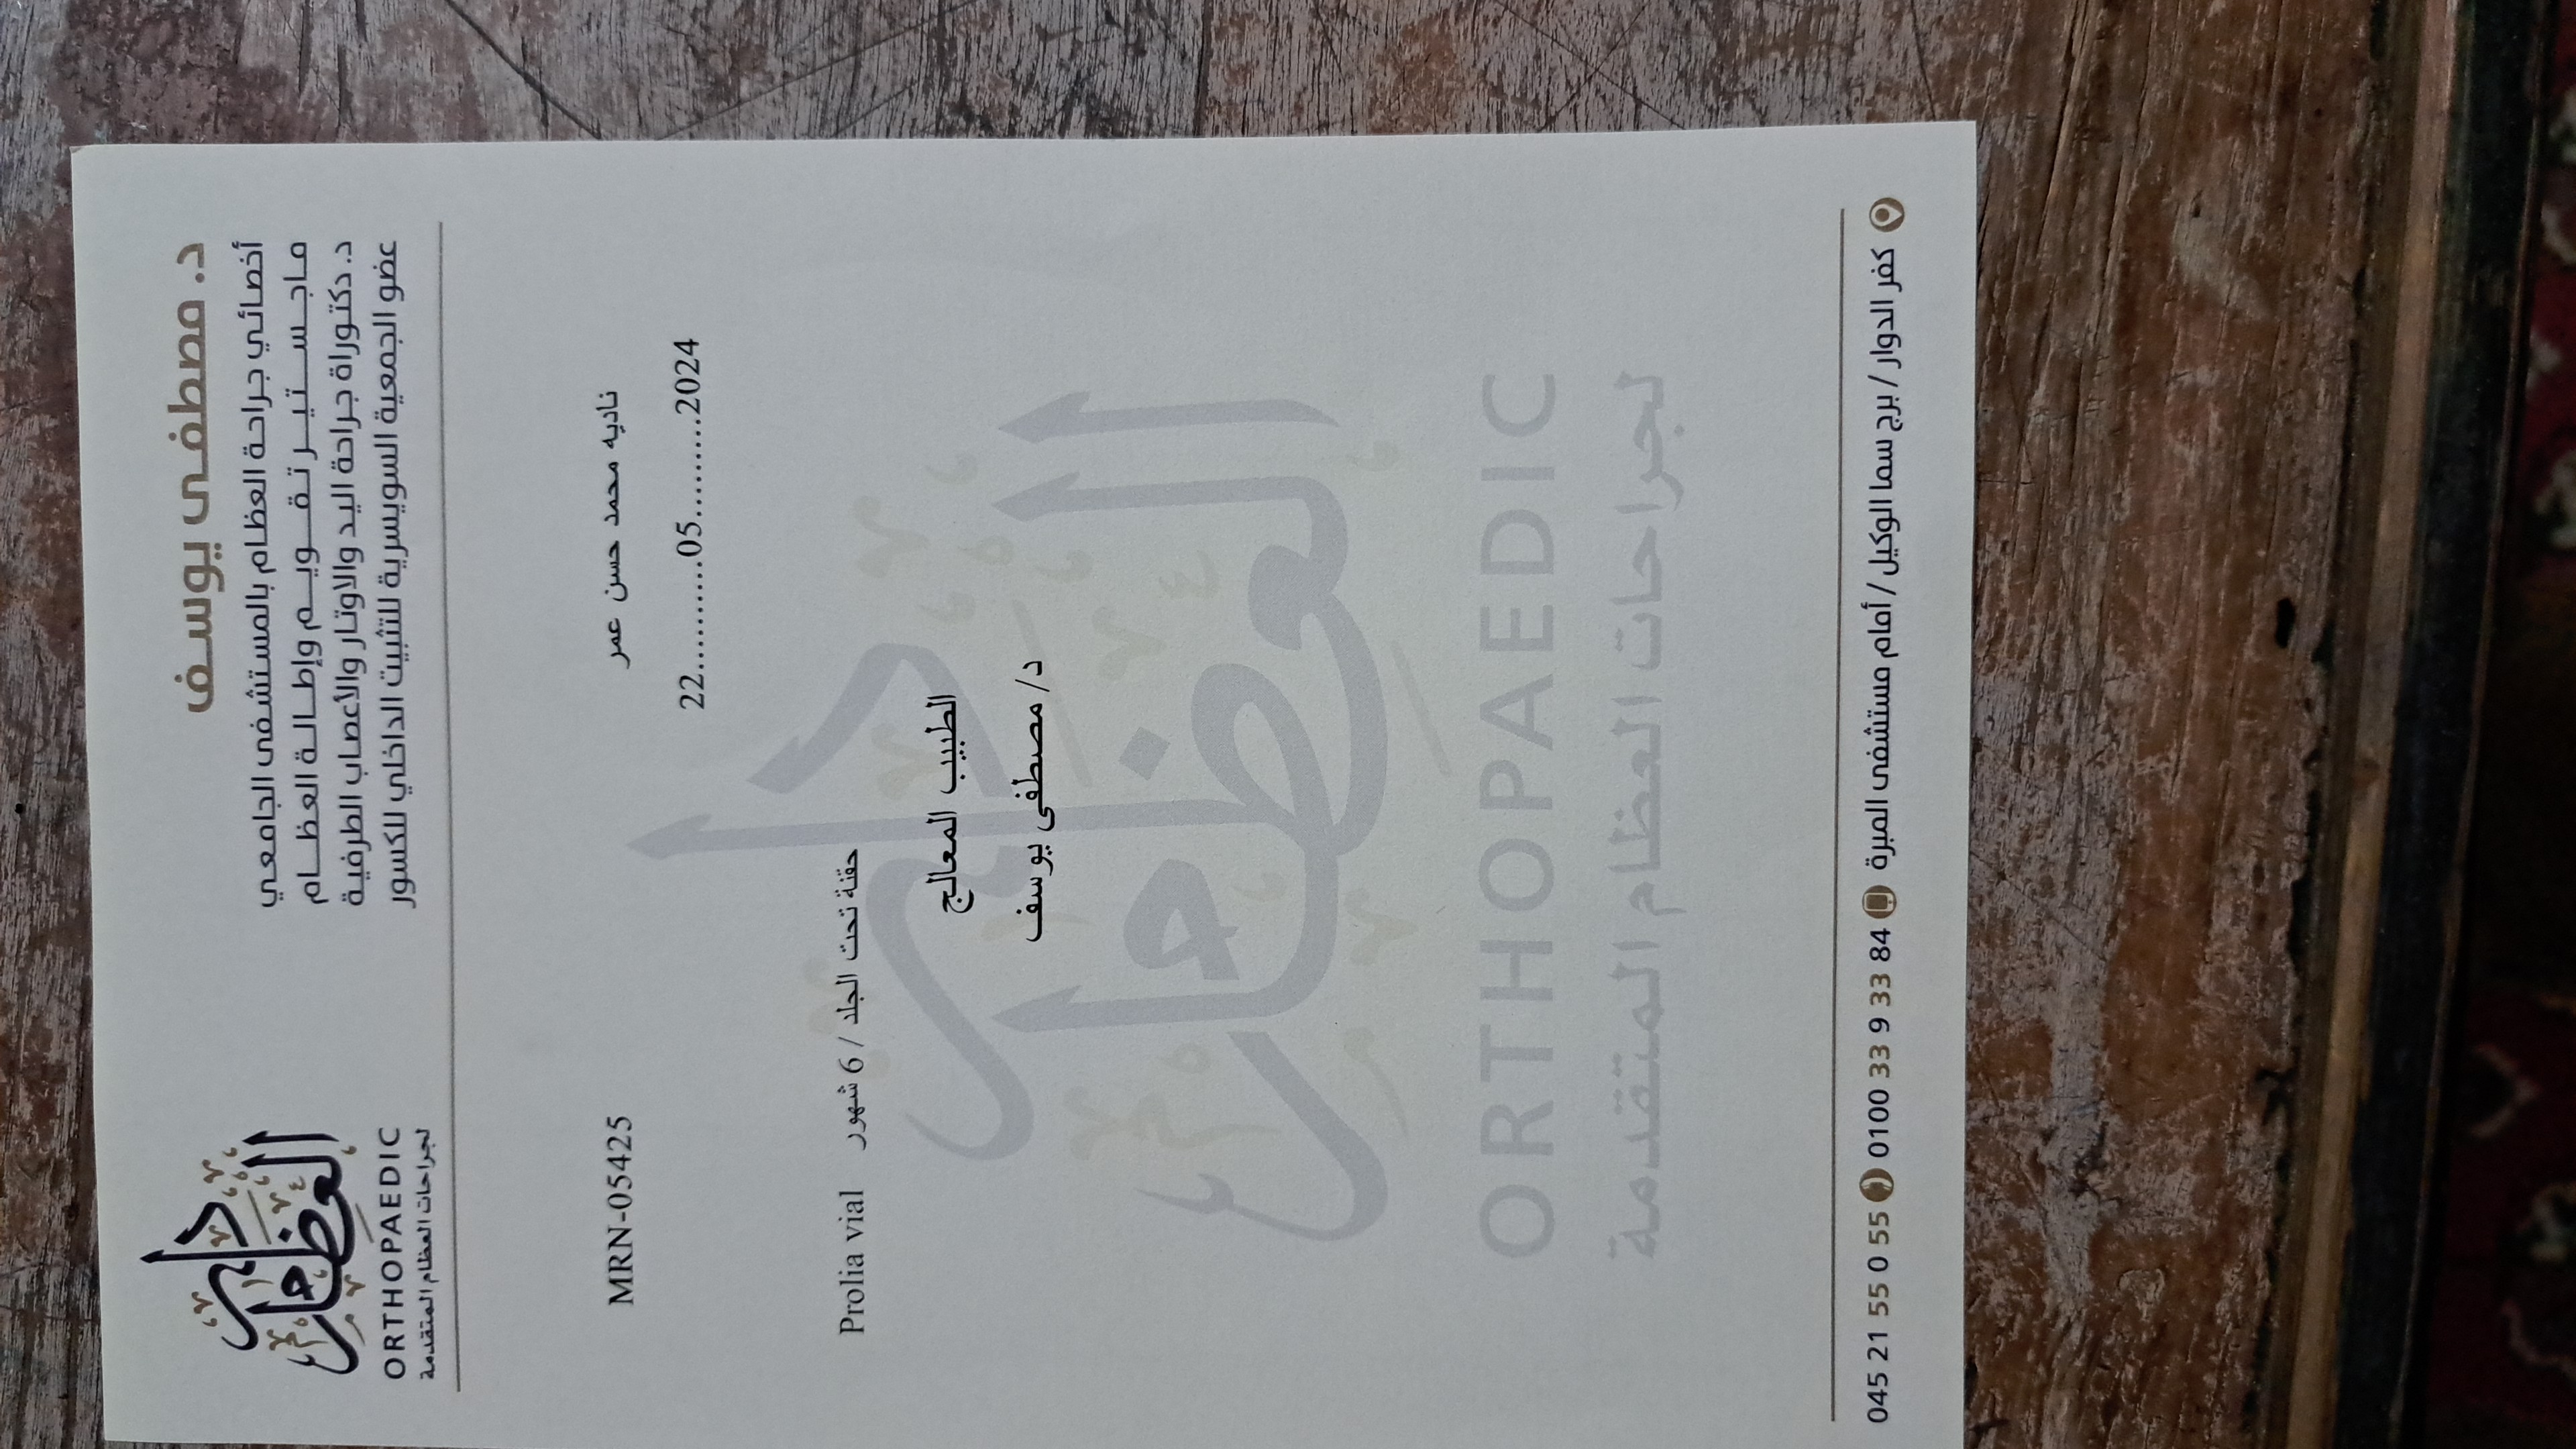 د. مصطفى يوسف
أخصائي جراحة العظام بالمستشفى الجامعي
ماجستير تقويم وإطالة العظام
د. دكتوراة جراحة اليد والاوتار والأعصاب الطرفية
عضو الجمعية السويسرية للتثبيت الداخلي للكسور
ORTHOPAEDIC
لجراحات العظام المتقدمة
ناديه محمد حسن عمر
MRN-05425
22..........05..........2024
Prolia vial حقنة تحت الجلد / 6 شهور
الطبيب المعالج
د/ مصطفى يوسف
ORTHOPAEDIC
لجراحات العظام المتقدمة
كفر الدوار / برج سما الوكيل / أمام مستشفى المبرة
0100 33 9 33 84
045 21 55 0 55